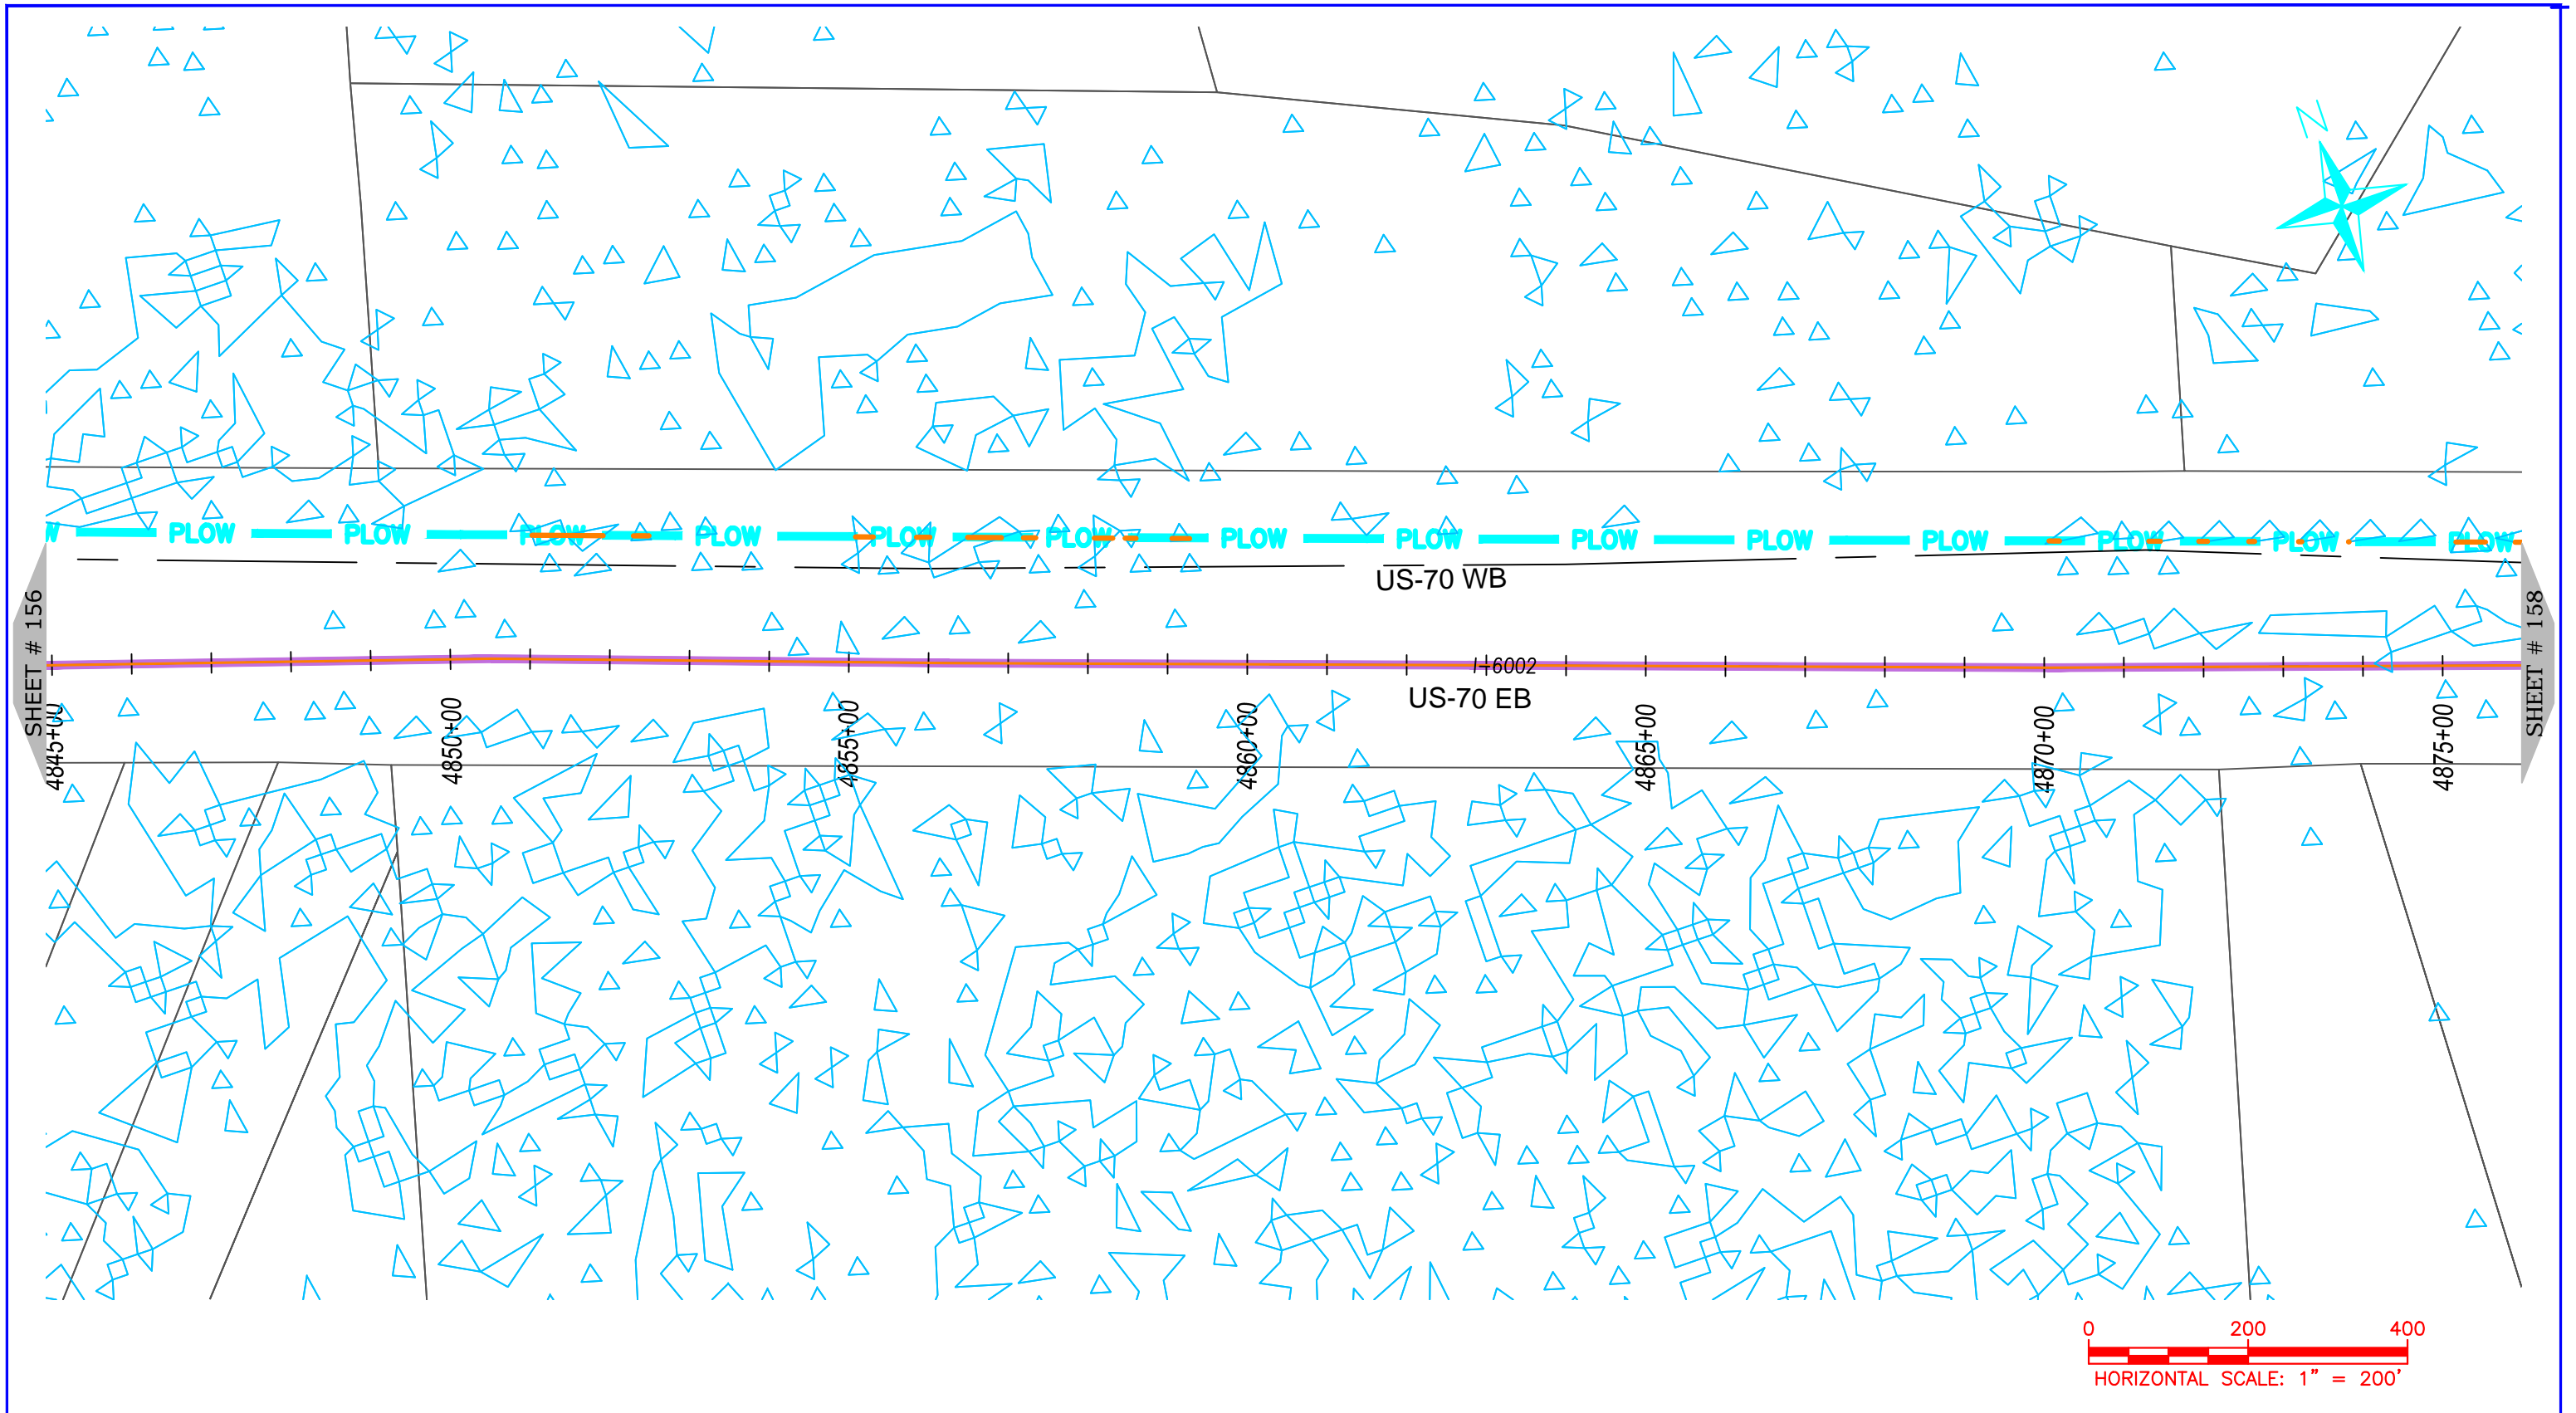 N
W PLOW PLOW PLOW PLOW PLOW PLOW PLOW PLOW PLOW PLOW PLOW PLOW PLOW PLOW
US-70 WB
SHEET # 156
SHEET # 158
I-6002
US-70 EB
4845+00 4850+00 4855+00 4860+00 4865+00 4870+00 4875+00
0 200 400
HORIZONTAL SCALE: 1" = 200'